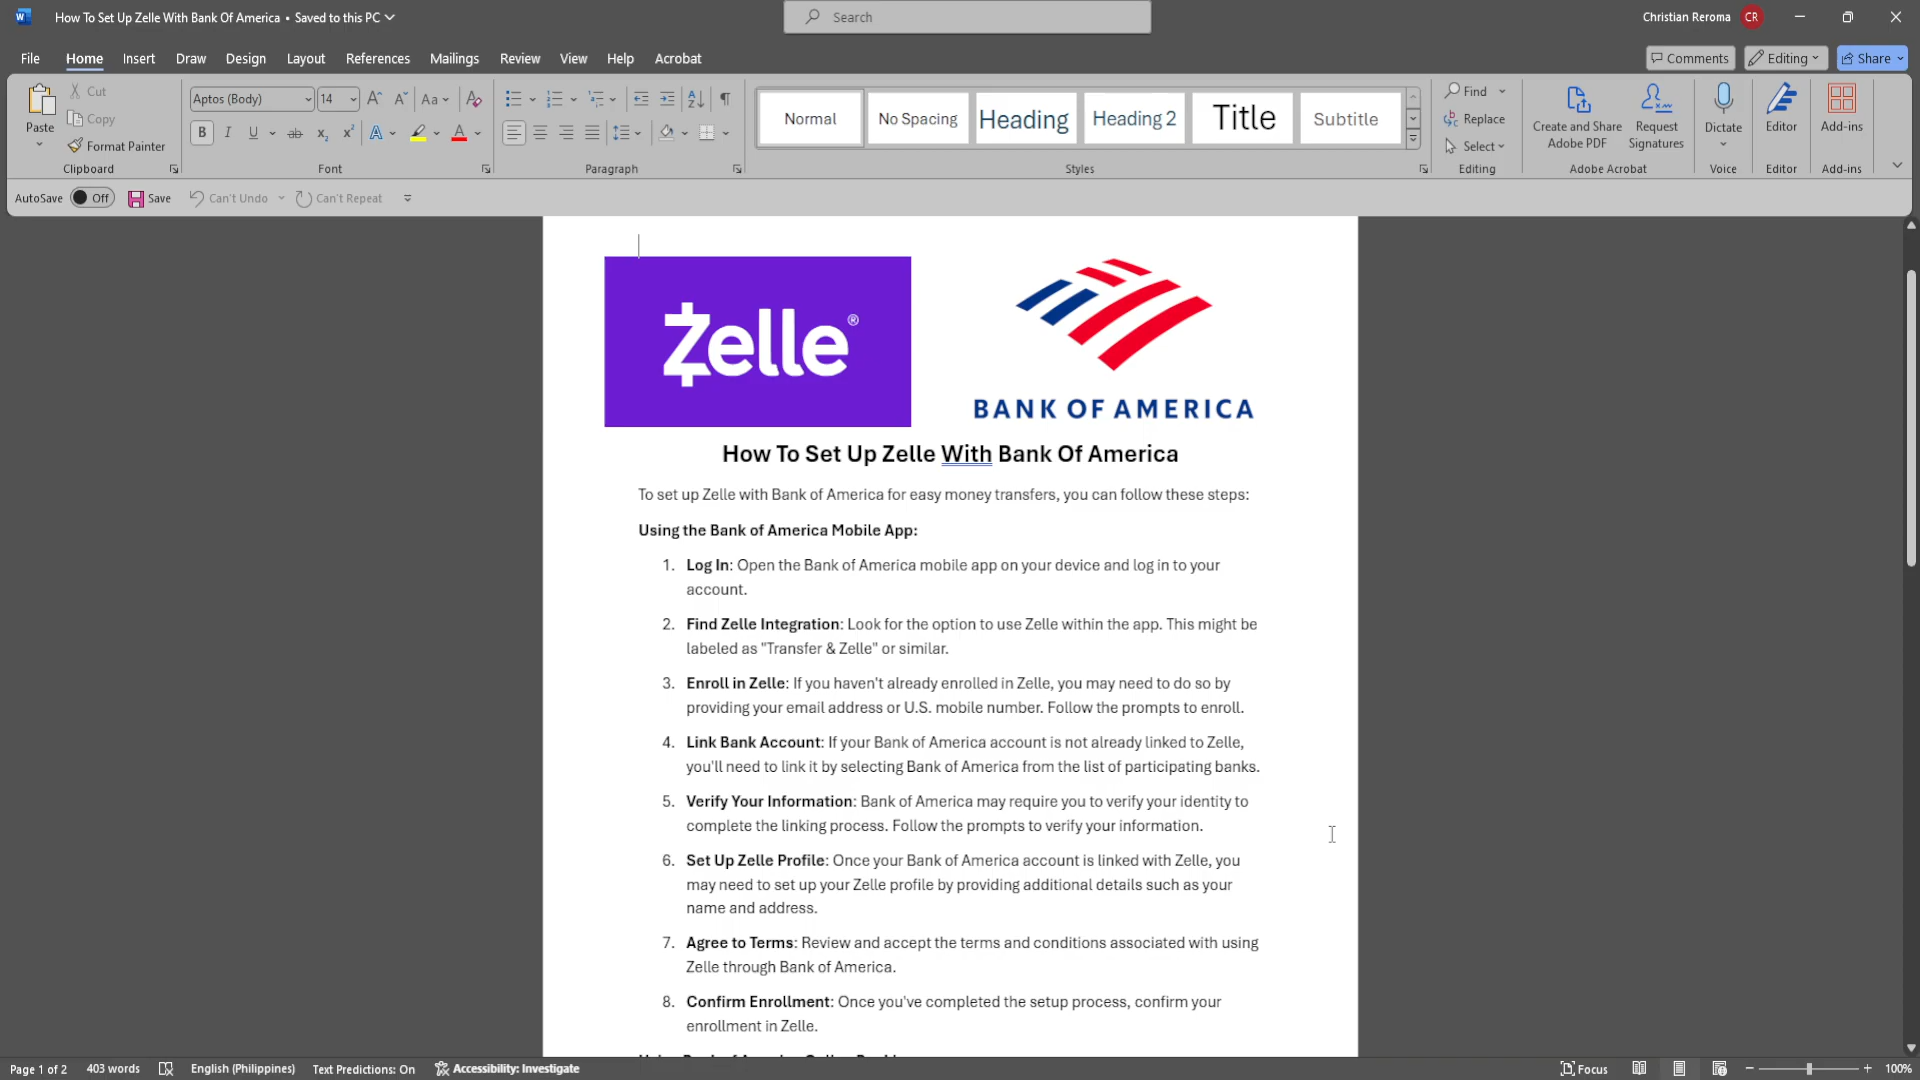 How To Set Up Zelle With Bank Of America • Saved to this PC
Search
Christian Reroma CR
File Home Insert Draw Design Layout References Mailings Review View Help Acrobat
Comments Editing Share
Paste
Cut
Copy
Format Painter
Clipboard
Aptos (Body) 14
Font
Paragraph
Normal No Spacing Heading Heading 2 Title Subtitle
Styles
Find
Replace
Select
Editing
Create and Share Adobe PDF
Request Signatures
Adobe Acrobat
Dictate
Voice
Editor
Editor
Add-ins
Add-ins
AutoSave Off Save Can't Undo Can't Repeat
Zelle®
BANK OF AMERICA
How To Set Up Zelle With Bank Of America
To set up Zelle with Bank of America for easy money transfers, you can follow these steps:
Using the Bank of America Mobile App:
1. Log In: Open the Bank of America mobile app on your device and log in to your
account.
2. Find Zelle Integration: Look for the option to use Zelle within the app. This might be
labeled as "Transfer & Zelle" or similar.
3. Enroll in Zelle: If you haven't already enrolled in Zelle, you may need to do so by
providing your email address or U.S. mobile number. Follow the prompts to enroll.
4. Link Bank Account: If your Bank of America account is not already linked to Zelle,
you'll need to link it by selecting Bank of America from the list of participating banks.
5. Verify Your Information: Bank of America may require you to verify your identity to
complete the linking process. Follow the prompts to verify your information.
6. Set Up Zelle Profile: Once your Bank of America account is linked with Zelle, you
may need to set up your Zelle profile by providing additional details such as your
name and address.
7. Agree to Terms: Review and accept the terms and conditions associated with using
Zelle through Bank of America.
8. Confirm Enrollment: Once you've completed the setup process, confirm your
enrollment in Zelle.
Page 1 of 2 403 words English (Philippines) Text Predictions: On Accessibility: Investigate Focus 100%